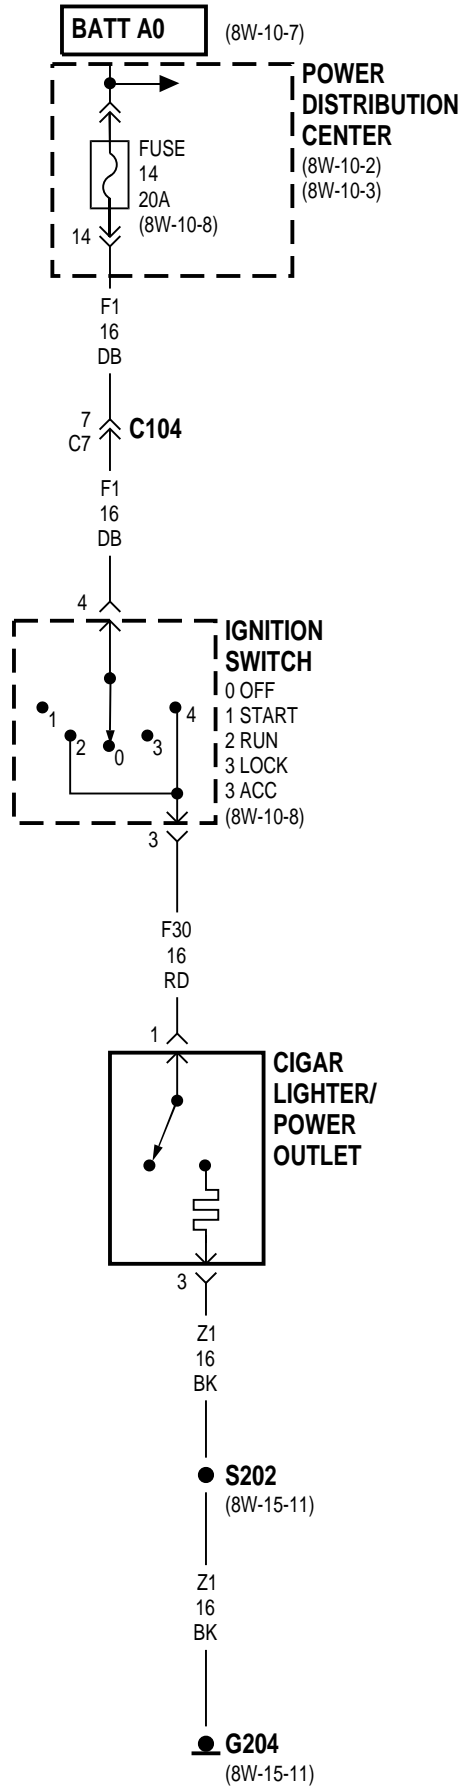 BATT A0
(8W-10-7)
POWER
DISTRIBUTION
CENTER
(8W-10-2)
(8W-10-3)
FUSE
14
20A
(8W-10-8)
14
F1
16
DB
7
C7
C104
F1
16
DB
4
IGNITION
SWITCH
0 OFF
1 START
2 RUN
3 LOCK
3 ACC
(8W-10-8)
1
2
0
3
4
3
F30
16
RD
1
CIGAR
LIGHTER/
POWER
OUTLET
3
Z1
16
BK
S202
(8W-15-11)
Z1
16
BK
G204
(8W-15-11)